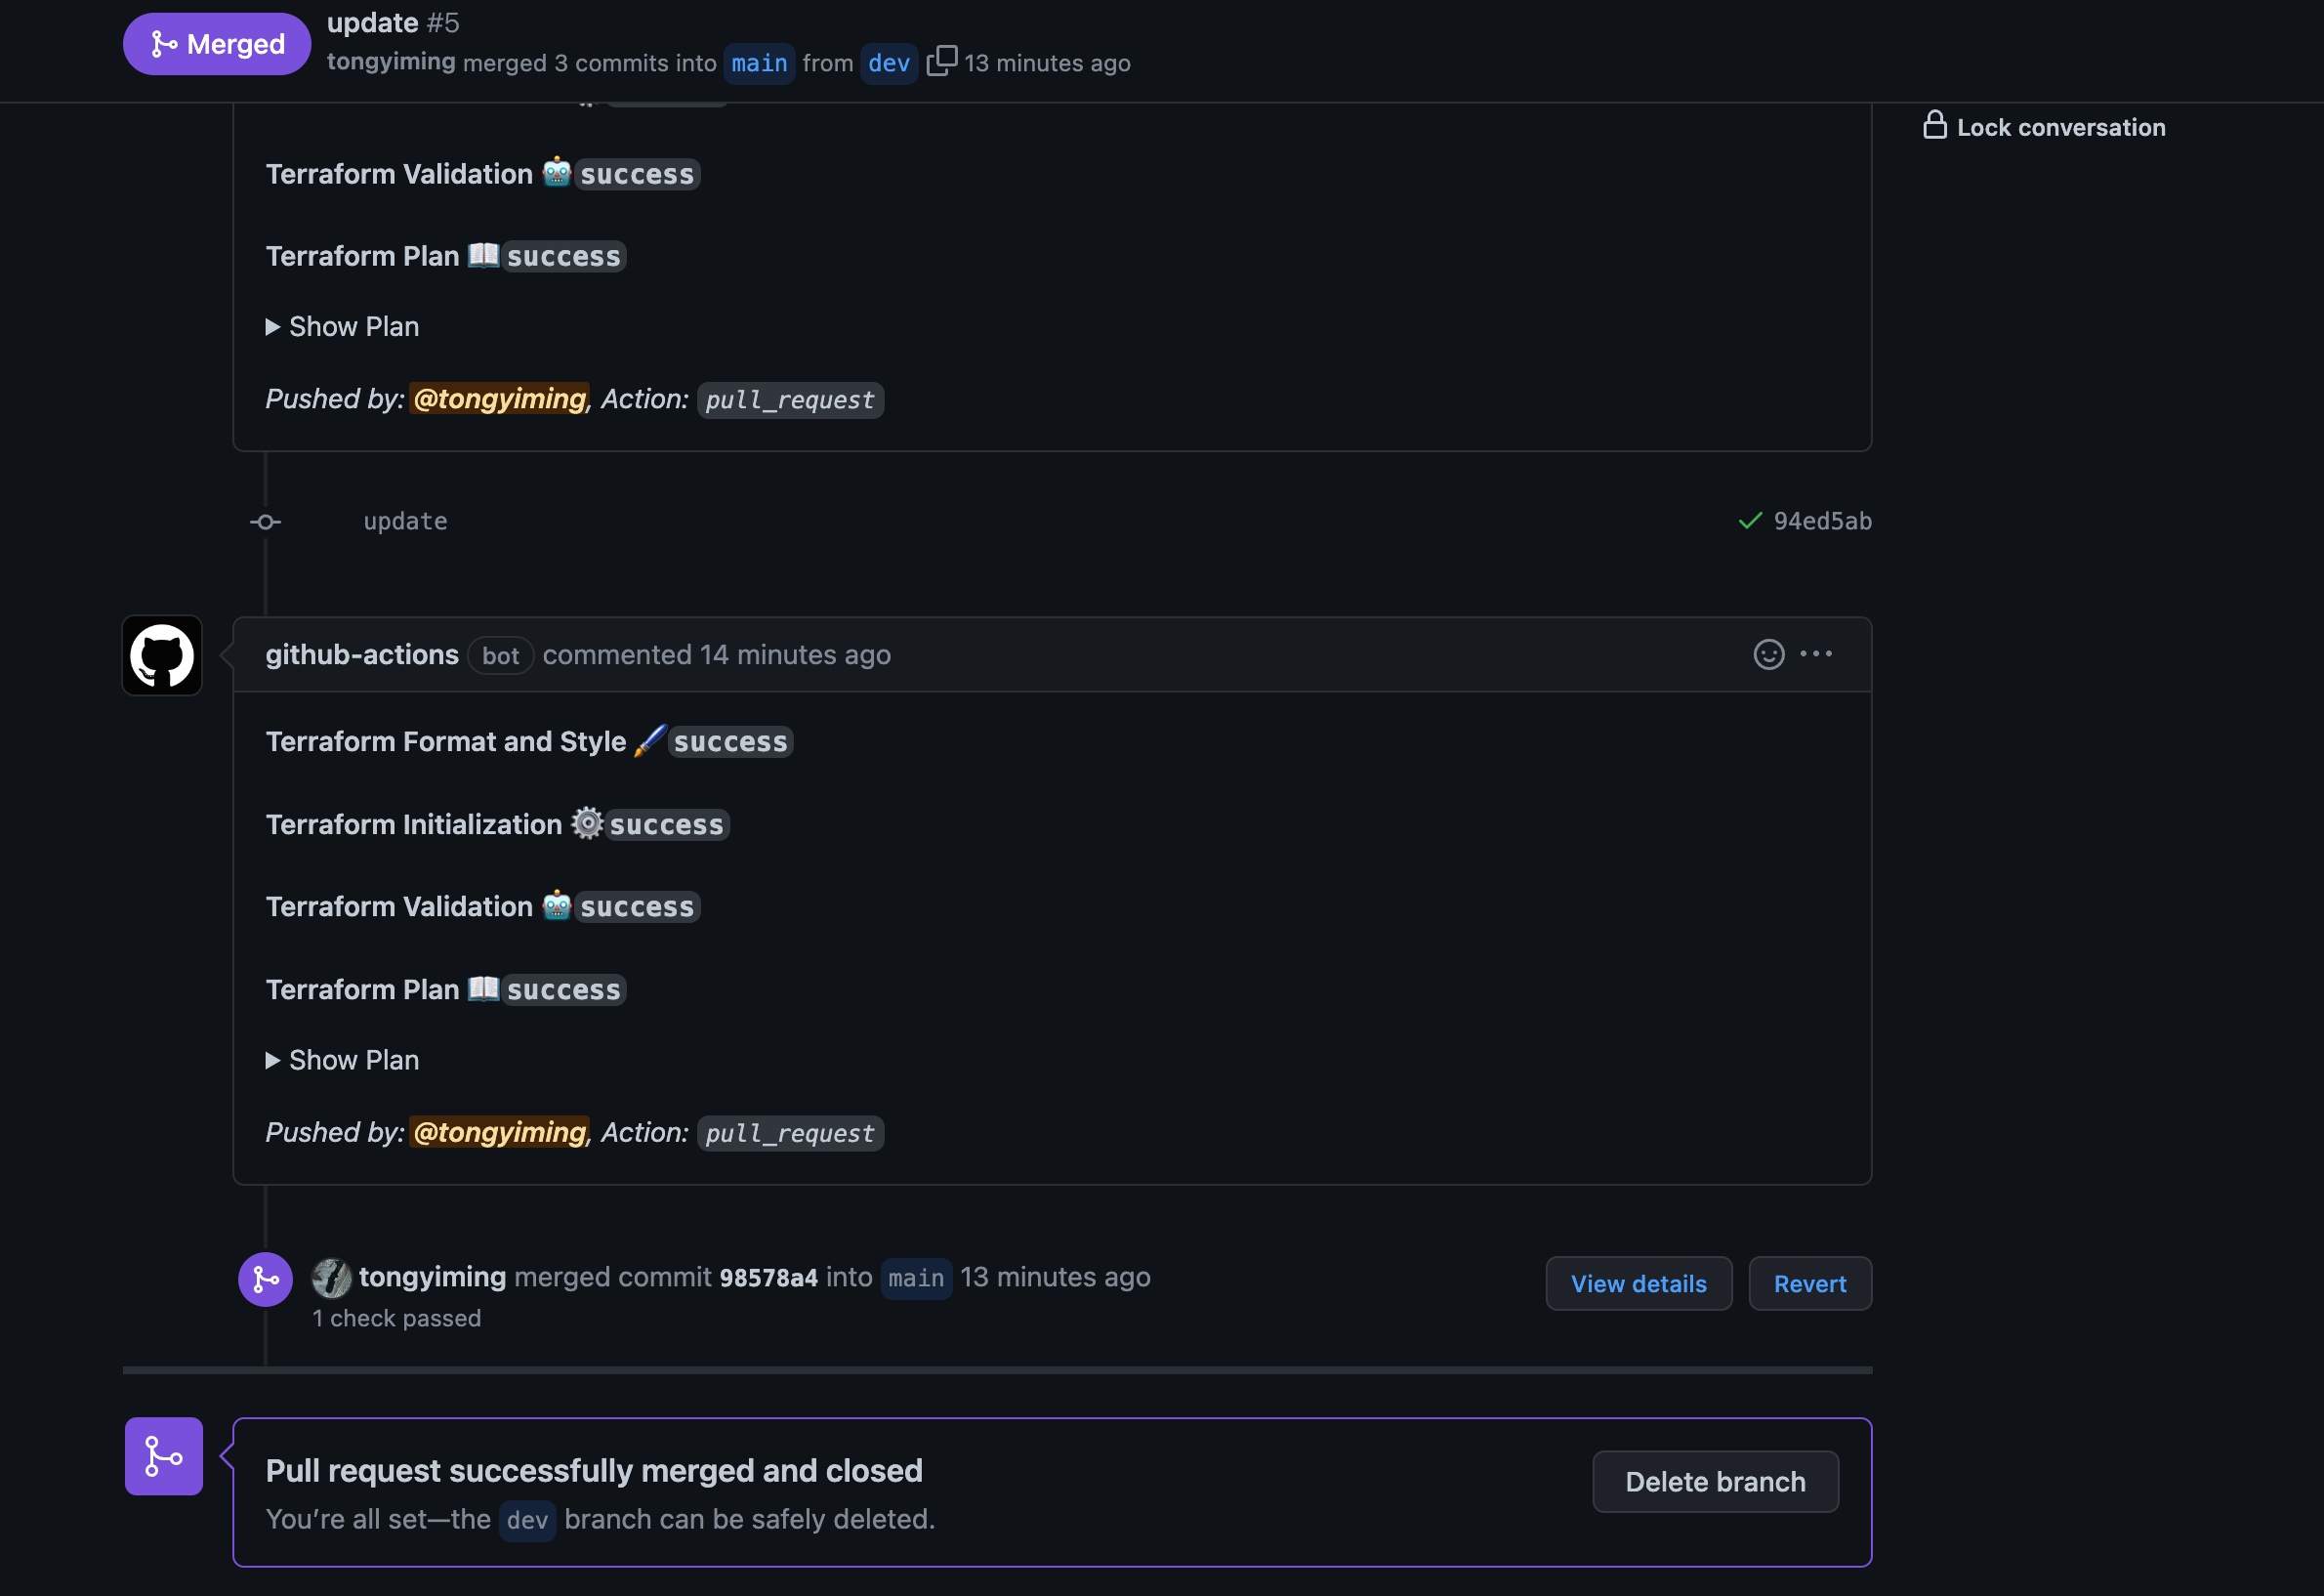 Merged
update #5
tongyiming merged 3 commits into main from dev 13 minutes ago
Lock conversation
Terraform Validation 🤖success
Terraform Plan 📖success
▶ Show Plan
Pushed by: @tongyiming, Action: pull_request
update 94ed5ab
github-actions bot commented 14 minutes ago
Terraform Format and Style 🖌success
Terraform Initialization ⚙️success
Terraform Validation 🤖success
Terraform Plan 📖success
▶ Show Plan
Pushed by: @tongyiming, Action: pull_request
tongyiming merged commit 98578a4 into main 13 minutes ago
View details Revert
1 check passed
Pull request successfully merged and closed
Delete branch
You’re all set—the dev branch can be safely deleted.